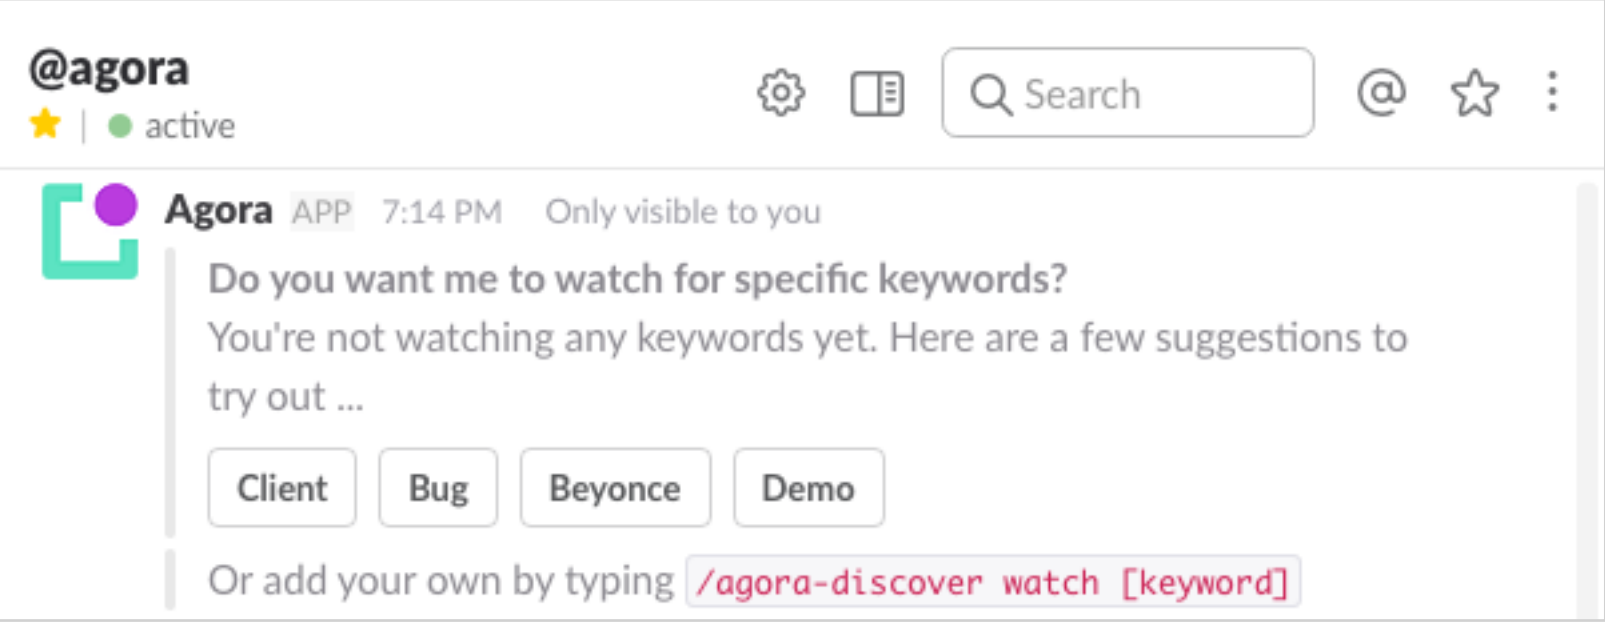 @agora
active
Search
Agora APP 7:14 PM Only visible to you
Do you want me to watch for specific keywords?
You're not watching any keywords yet. Here are a few suggestions to
try out ...
Client Bug Beyonce Demo
Or add your own by typing /agora-discover watch [keyword]